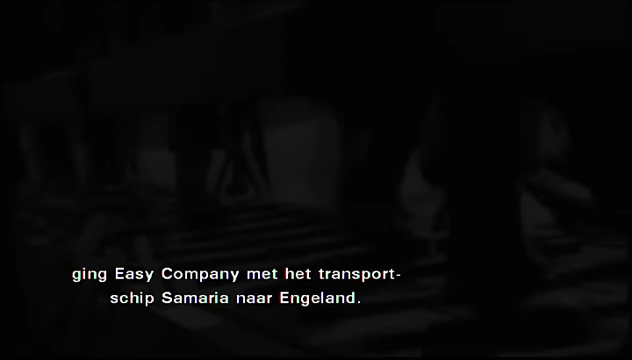 ging Easy Company met het transport-
schip Samaria naar Engeland.